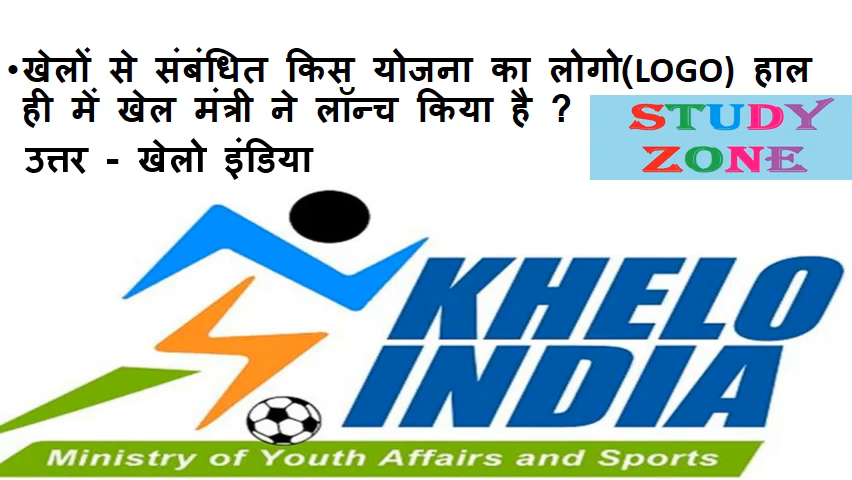 •खेलों से संबंधित किस योजना का लोगो(LOGO) हाल
ही में खेल मंत्री ने लॉन्च किया है ?
उत्तर - खेलो इंडिया
STUDY
ZONE
KHELO
INDIA
Ministry of Youth Affairs and Sports